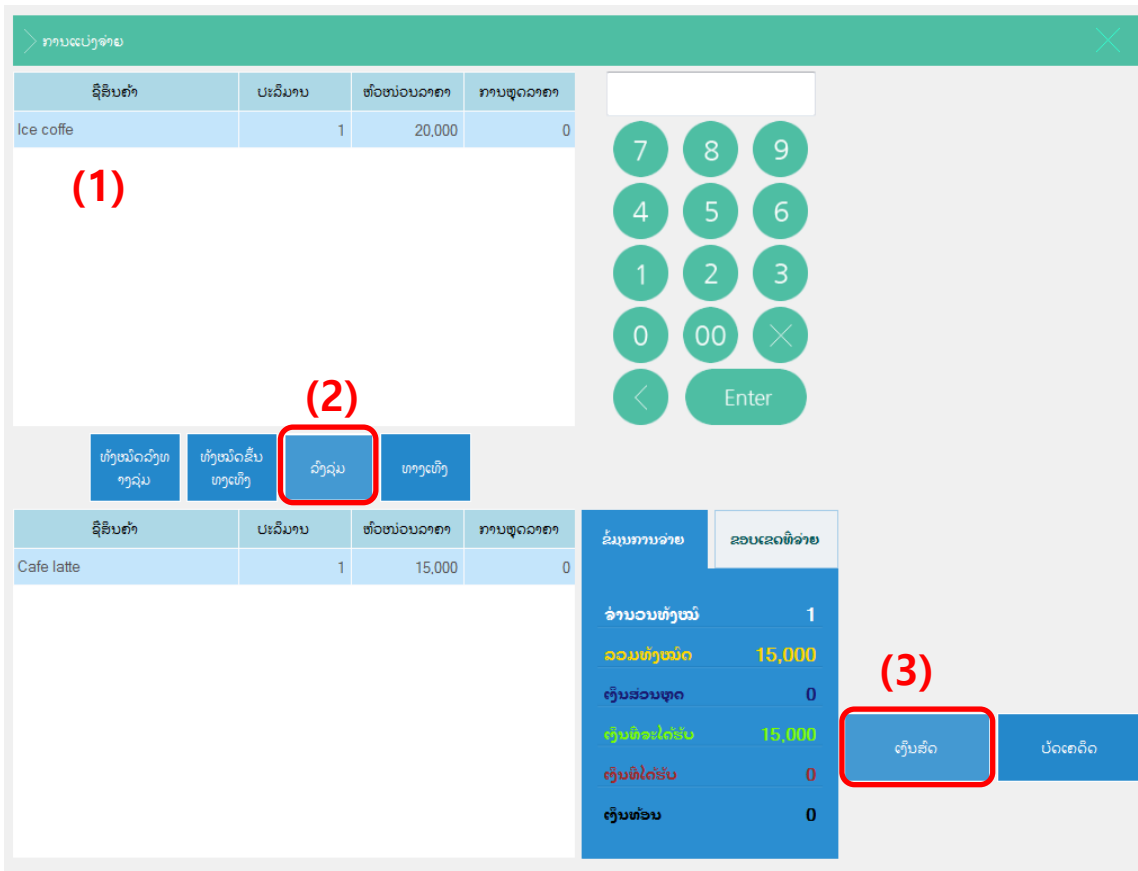 ການແບ່ງຈ່າຍ
ຊື່ສິນຄ້າ ປະລິມານ ຫົວໜ່ວນລາຄາ ການຫຼຸດລາຄາ
Ice coffe 1 20,000 0
(1)
7 8 9
4 5 6
1 2 3
0 00
Enter
(2)
ທັງໝົດລົງທ
າງລຸ່ມ
ທັງໝົດຂຶ້ນ
ທາງເທິງ
ລົງລຸ່ມ
ທາງເທິງ
ຊື່ສິນຄ້າ ປະລິມານ ຫົວໜ່ວນລາຄາ ການຫຼຸດລາຄາ
Cafe latte 1 15,000 0
ຂໍ້ມູນການຈ່າຍ
ຂອບເຂດທີ່ຈ່າຍ
ຈຳນວນທັງໝົ 1
ລວມທັງໝົດ 15,000
ເງິນສ່ວນຫຼຸດ 0
ເງິນທີ່ຈະໄດ້ຮັບ 15,000
ເງິນທີ່ໄດ້ຮັບ 0
ເງິນທອນ 0
(3)
ເງິນສົດ
ບັດເຄດິດ